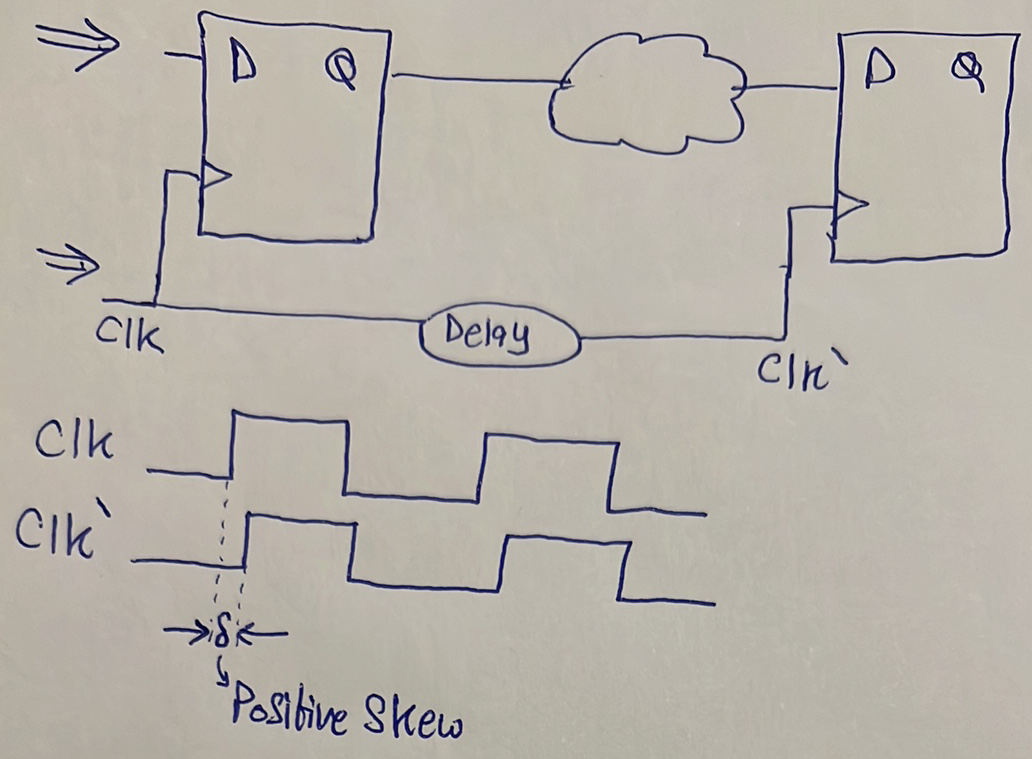 D Q
D Q
Clk
Delay
Clk`
Clk
Clk`
δ
Positive Skew